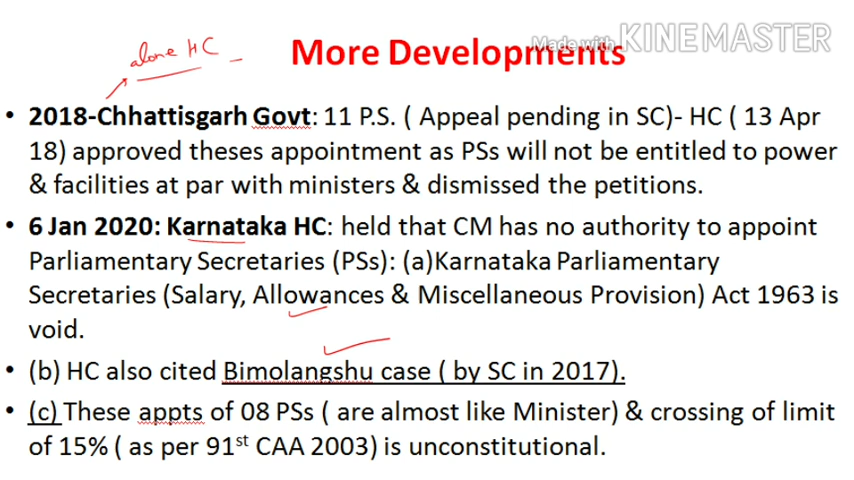 alone HC
More Developments
Made with KINEMASTER
• 2018-Chhattisgarh Govt: 11 P.S. ( Appeal pending in SC)- HC ( 13 Apr
18) approved theses appointment as PSs will not be entitled to power
& facilities at par with ministers & dismissed the petitions.
• 6 Jan 2020: Karnataka HC: held that CM has no authority to appoint
Parliamentary Secretaries (PSs): (a)Karnataka Parliamentary
Secretaries (Salary, Allowances & Miscellaneous Provision) Act 1963 is
void.
• (b) HC also cited Bimolangshu case ( by SC in 2017).
• (c) These appts of 08 PSs ( are almost like Minister) & crossing of limit
of 15% ( as per 91st CAA 2003) is unconstitutional.